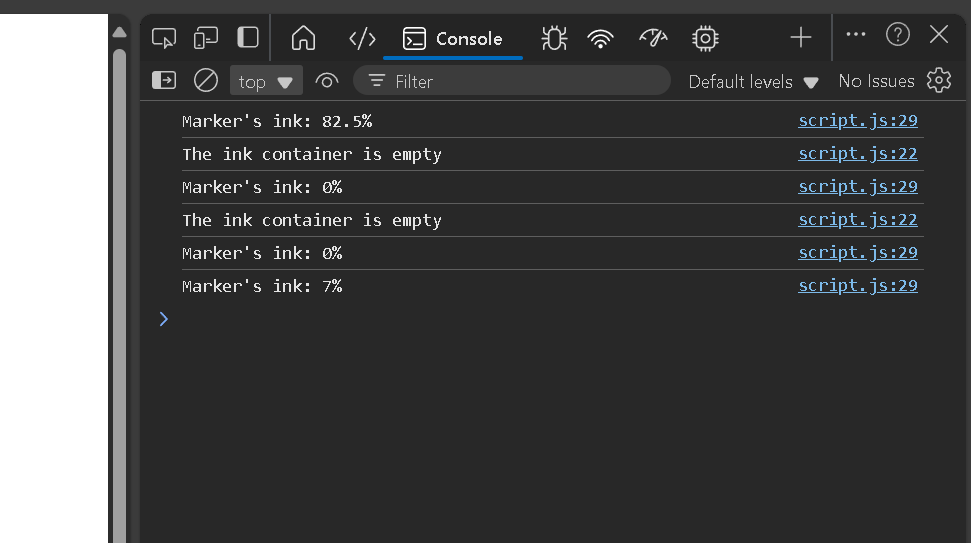 Console
top Filter Default levels No Issues
Marker's ink: 82.5% script.js:29
The ink container is empty script.js:22
Marker's ink: 0% script.js:29
The ink container is empty script.js:22
Marker's ink: 0% script.js:29
Marker's ink: 7% script.js:29